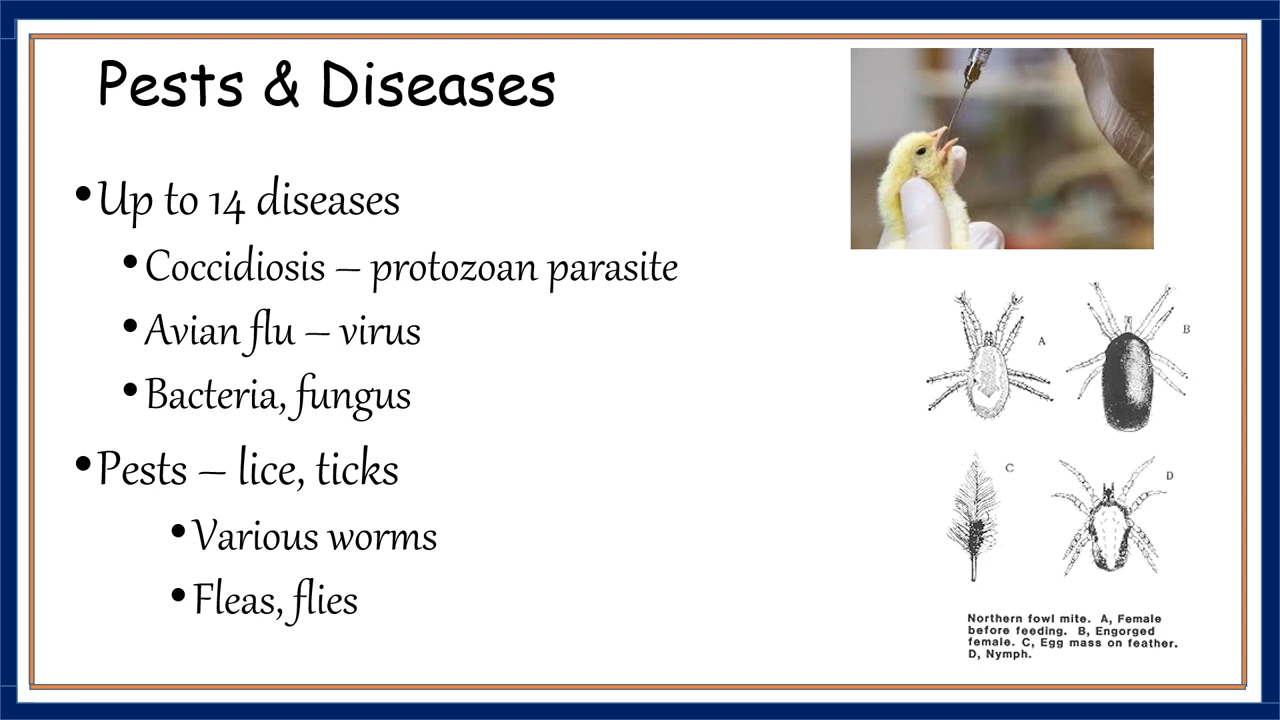 Pests & Diseases
•Up to 14 diseases
•Coccidiosis – protozoan parasite
•Avian flu – virus
•Bacteria, fungus
•Pests – lice, ticks
•Various worms
•Fleas, flies
A
B
C
D
Northern fowl mite. A, Female
before feeding. B, Engorged
female. C, Egg mass on feather.
D, Nymph.